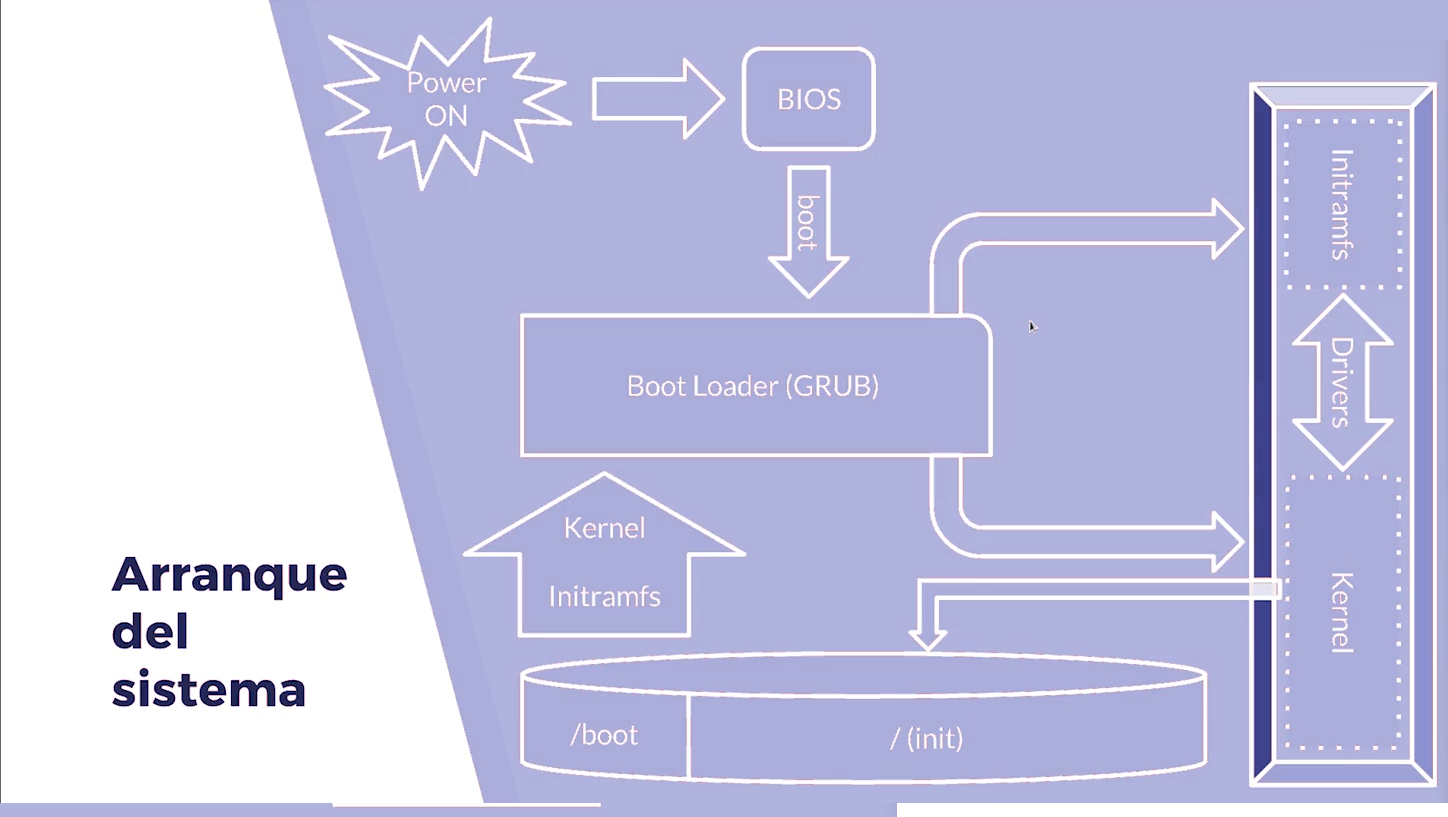 Power
ON
BIOS
boot
Initramfs
Drivers
Boot Loader (GRUB)
Kernel
Initramfs
Kernel
/boot
/ (init)
Arranque
del
sistema